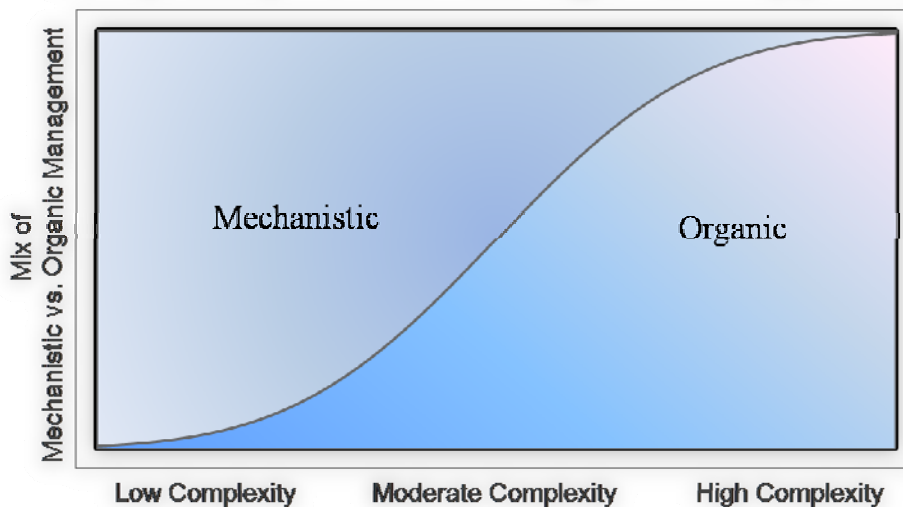 Mix of
Mechanistic vs. Organic Management
Mechanistic
Organic
Low Complexity
Moderate Complexity
High Complexity